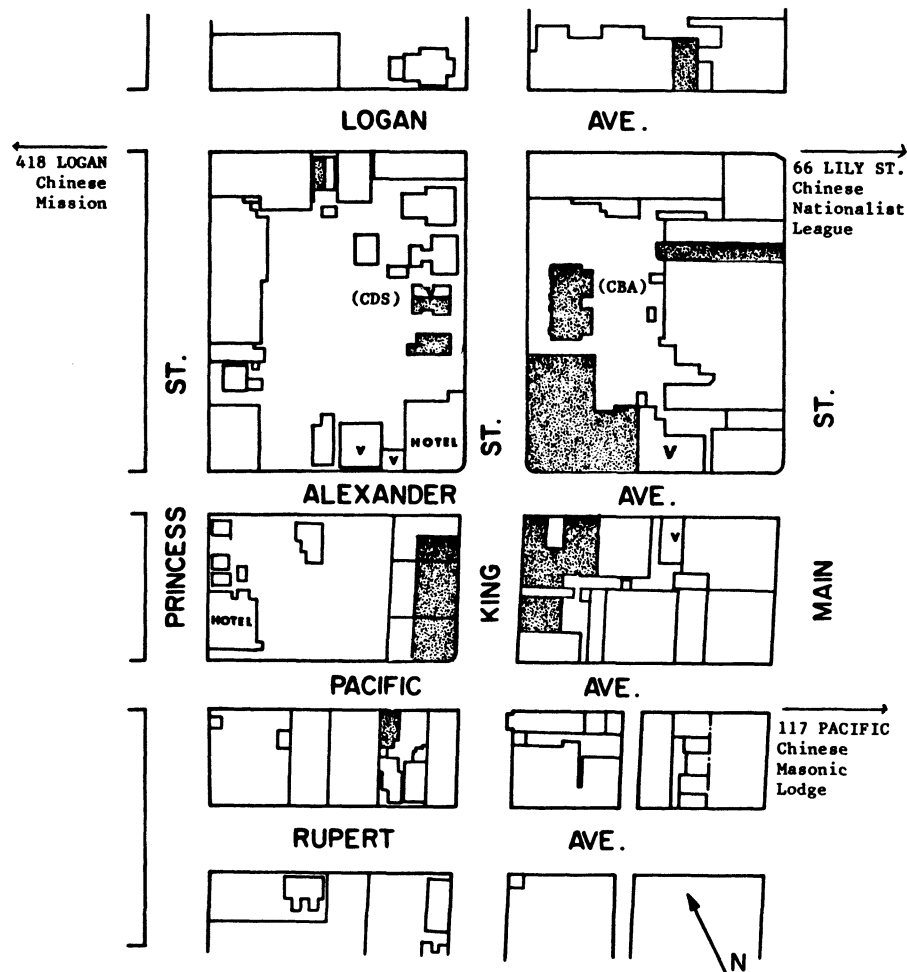 LOGAN AVE.
418 LOGAN
Chinese
Mission
66 LILY ST.
Chinese
Nationalist
League
(CDS)
(CBA)
ST.
HOTEL
ST.
ST.
V
V
V
ALEXANDER AVE.
PRINCESS
HOTEL
KING
V
MAIN
PACIFIC AVE.
117 PACIFIC
Chinese
Masonic
Lodge
RUPERT AVE.
N